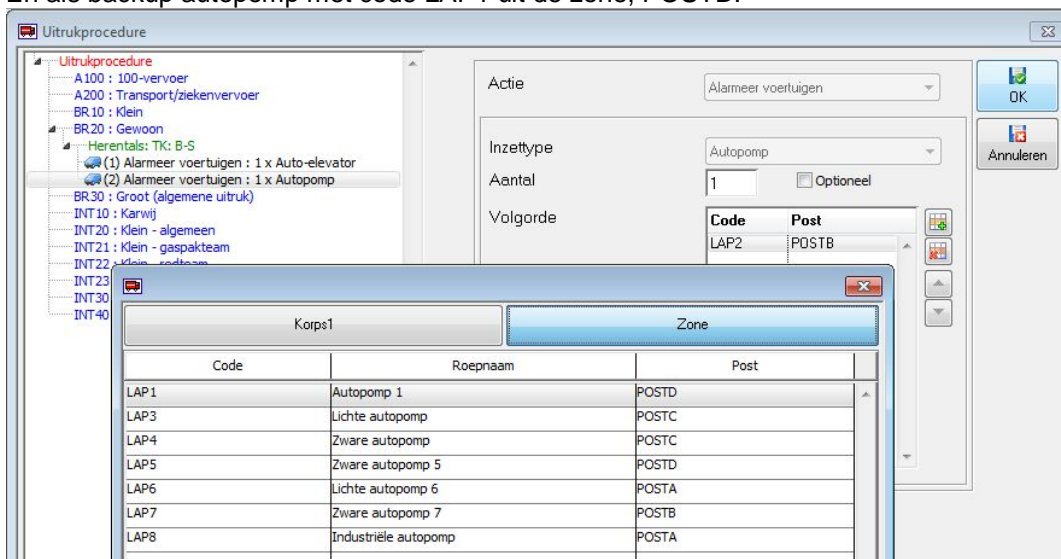 En als backup autopomp met code LAP1 uit de zone, POSTD.
Uitrukprocedure
Uitrukprocedure
A100 : 100-vervoer
A200 : Transport/ziekenvervoer
BR10 : Klein
BR20 : Gewoon
Herentals: TK: B-S
(1) Alarmeer voertuigen : 1 x Auto-elevator
(2) Alarmeer voertuigen : 1 x Autopomp
BR30 : Groot (algemene uitruk)
INT10 : Karwij
INT20 : Klein - algemeen
INT21 : Klein - gaspakteam
INT22 : Klein - redteam
INT23
INT30
INT40
Actie
Alarmeer voertuigen
Inzettype
Autopomp
Aantal
1
Optioneel
Volgorde
Code Post
LAP2 POSTB
OK
Annuleren
Korps1 Zone
Code Roepnaam Post
LAP1 Autopomp 1 POSTD
LAP3 Lichte autopomp POSTC
LAP4 Zware autopomp POSTC
LAP5 Zware autopomp 5 POSTD
LAP6 Lichte autopomp 6 POSTA
LAP7 Zware autopomp 7 POSTB
LAP8 Industriële autopomp POSTA